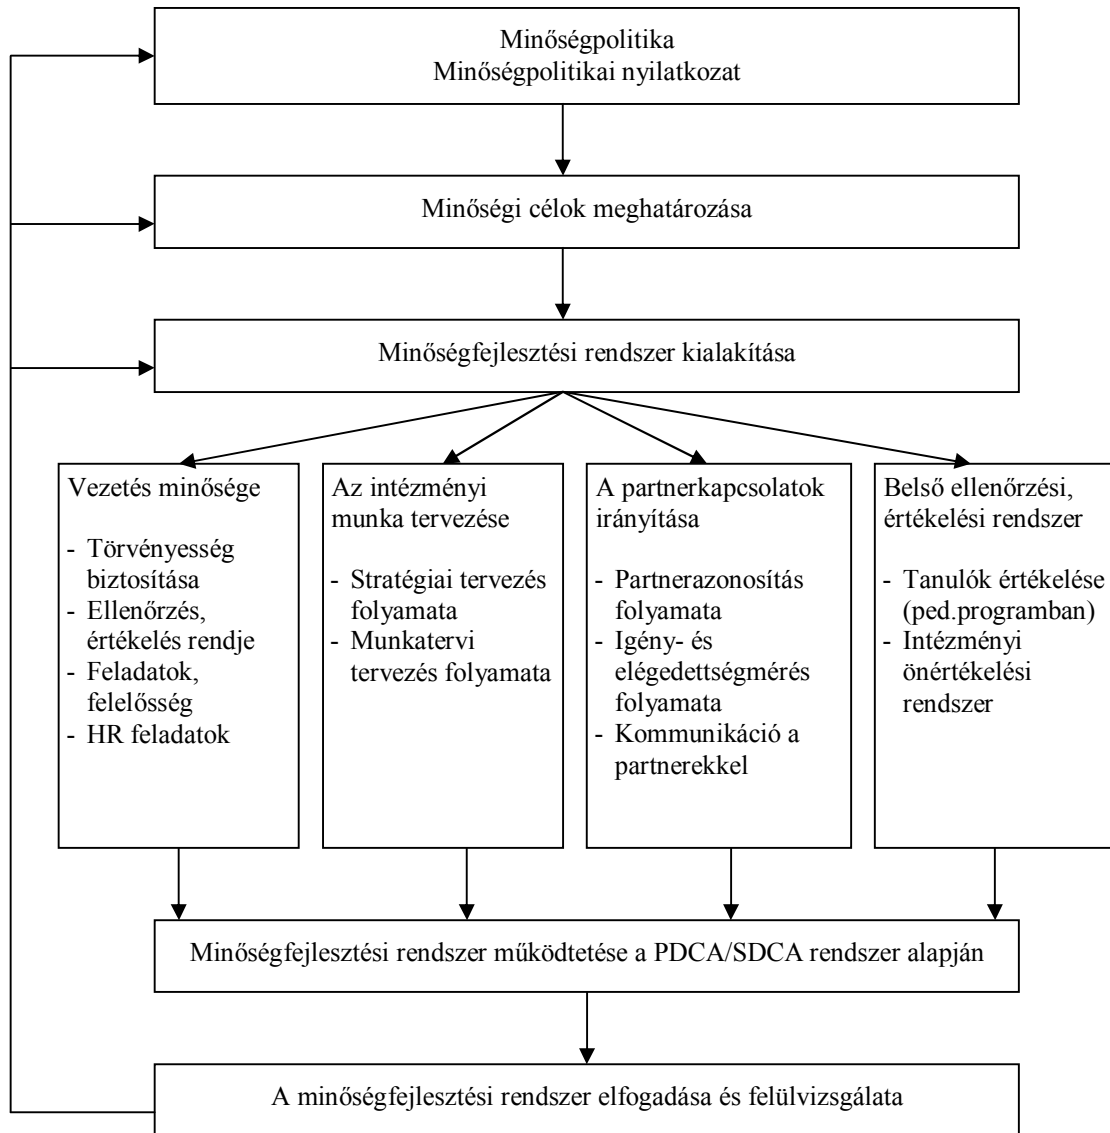 Minőségpolitika
Minőségpolitikai nyilatkozat
Minőségi célok meghatározása
Minőségfejlesztési rendszer kialakítása
Vezetés minősége
- Törvényesség
biztosítása
- Ellenőrzés,
értékelés rendje
- Feladatok,
felelősség
- HR feladatok
Az intézményi
munka tervezése
- Stratégiai tervezés
folyamata
- Munkatervi
tervezés folyamata
A partnerkapcsolatok
irányítása
- Partnerazonosítás
folyamata
- Igény- és
elégedettségmérés
folyamata
- Kommunikáció a
partnerekkel
Belső ellenőrzési,
értékelési rendszer
- Tanulók értékelése
(ped.programban)
- Intézményi
önértékelési
rendszer
Minőségfejlesztési rendszer működtetése a PDCA/SDCA rendszer alapján
A minőségfejlesztési rendszer elfogadása és felülvizsgálata